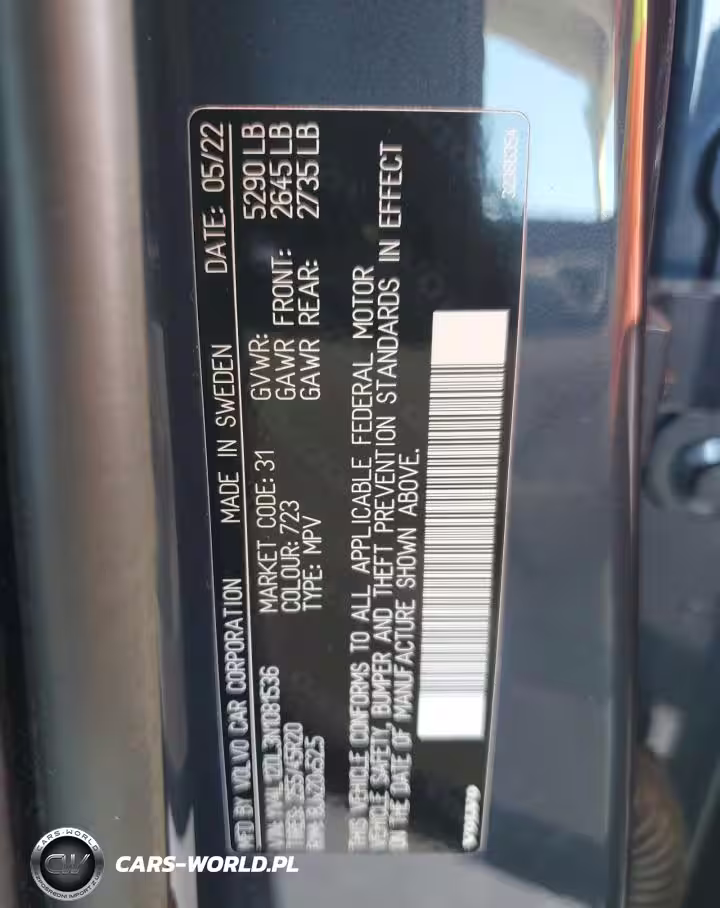 MFD BY VOLVO CAR CORPORATION MADE IN SWEDEN DATE: 05/22
MARKET CODE: 31 GVWR: 5290 LB
COLOUR: 723 GAWR FRONT: 2645 LB
TYPE: MPV GAWR REAR: 2735 LB
THIS VEHICLE CONFORMS TO ALL APPLICABLE FEDERAL MOTOR
VEHICLE SAFETY, BUMPER AND THEFT PREVENTION STANDARDS IN EFFECT
ON THE DATE OF MANUFACTURE SHOWN ABOVE.
CARS-WORLD.PL